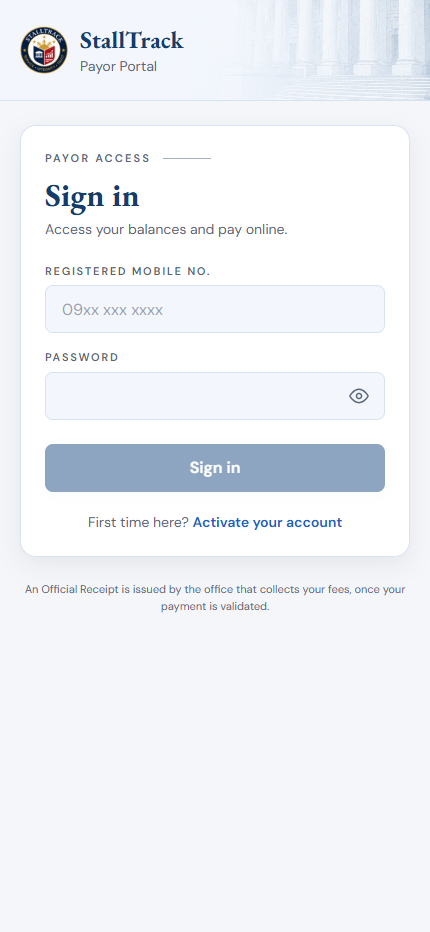 STALLTRACK
StallTrack
Payor Portal
PAYOR ACCESS
Sign in
Access your balances and pay online.
REGISTERED MOBILE NO.
09xx xxx xxxx
PASSWORD
Sign in
First time here? Activate your account
An Official Receipt is issued by the office that collects your fees, once your
payment is validated.